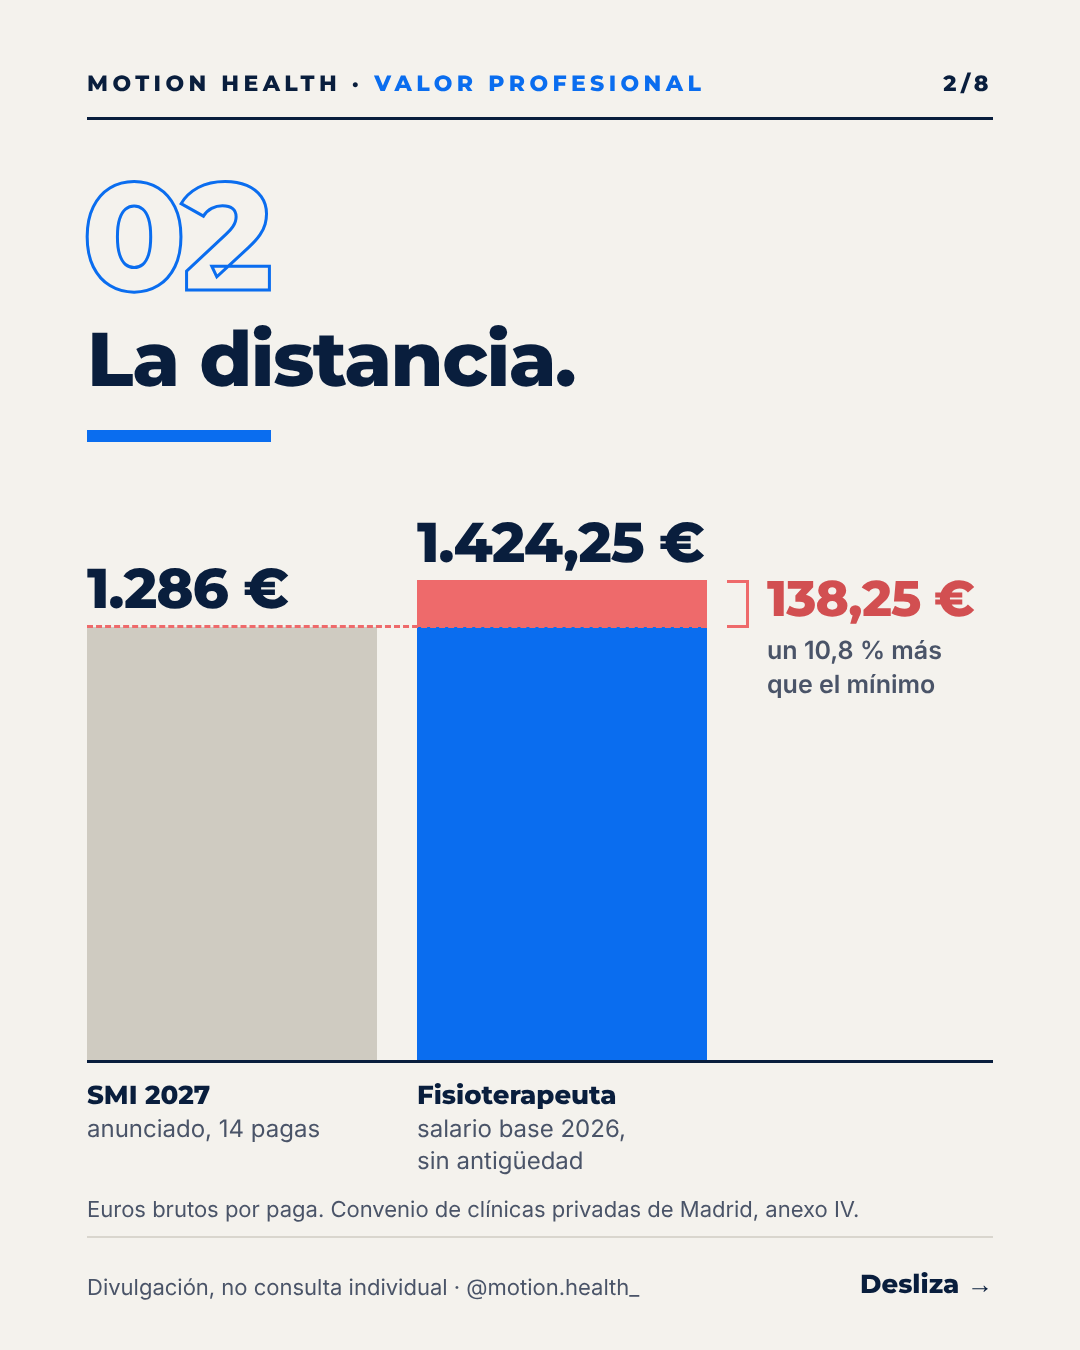 MOTION HEALTH · VALOR PROFESIONAL 2/8
02
La distancia.
1.424,25 €
1.286 €
138,25 €
un 10,8 % más
que el mínimo
SMI 2027
anunciado, 14 pagas
Fisioterapeuta
salario base 2026,
sin antigüedad
Euros brutos por paga. Convenio de clínicas privadas de Madrid, anexo IV.
Divulgación, no consulta individual · @motion.health_
Desliza →